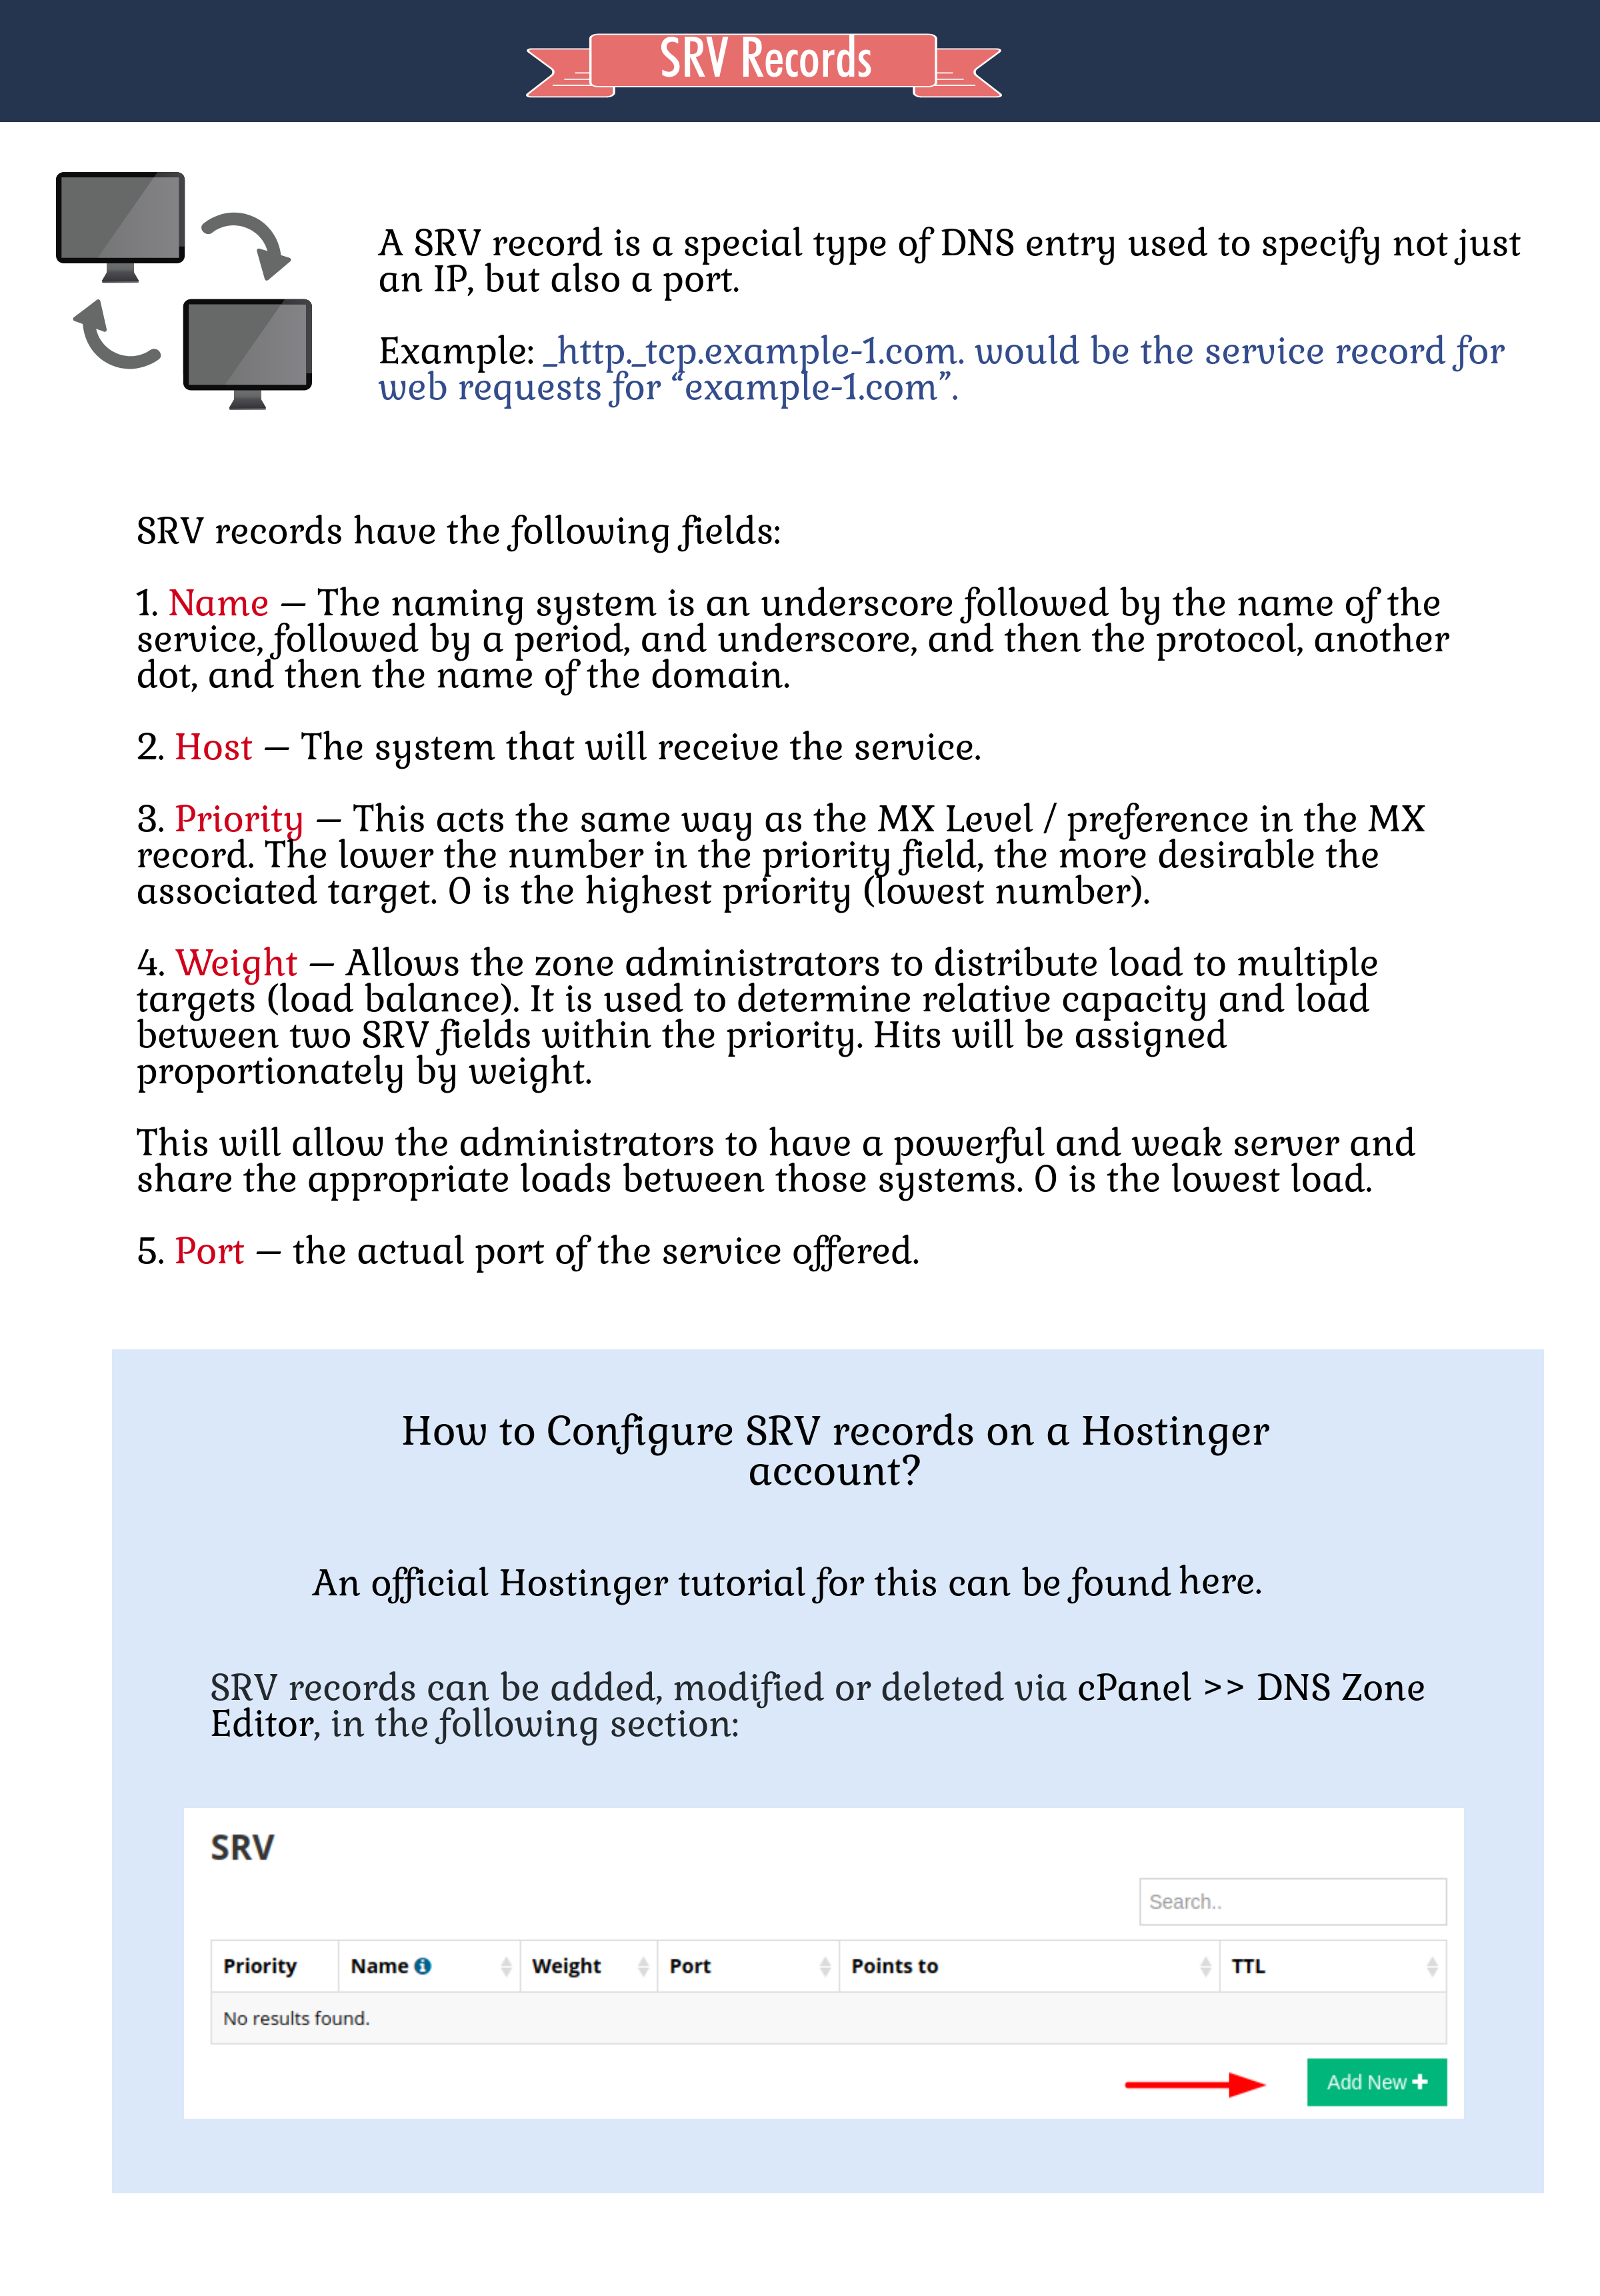 SRV Records
A SRV record is a special type of DNS entry used to specify not just
an IP, but also a port.
Example: _http._tcp.example-1.com. would be the service record for
web requests for “example-1.com”.
SRV records have the following fields:
1. Name – The naming system is an underscore followed by the name of the
service, followed by a period, and underscore, and then the protocol, another
dot, and then the name of the domain.
2. Host – The system that will receive the service.
3. Priority – This acts the same way as the MX Level / preference in the MX
record. The lower the number in the priority field, the more desirable the
associated target. 0 is the highest priority (lowest number).
4. Weight – Allows the zone administrators to distribute load to multiple
targets (load balance). It is used to determine relative capacity and load
between two SRV fields within the priority. Hits will be assigned
proportionately by weight.
This will allow the administrators to have a powerful and weak server and
share the appropriate loads between those systems. 0 is the lowest load.
5. Port – the actual port of the service offered.
How to Configure SRV records on a Hostinger
account?
An official Hostinger tutorial for this can be found here.
SRV records can be added, modified or deleted via cPanel >> DNS Zone
Editor, in the following section:
SRV
Search..
Priority Name Weight Port Points to TTL
No results found.
Add New